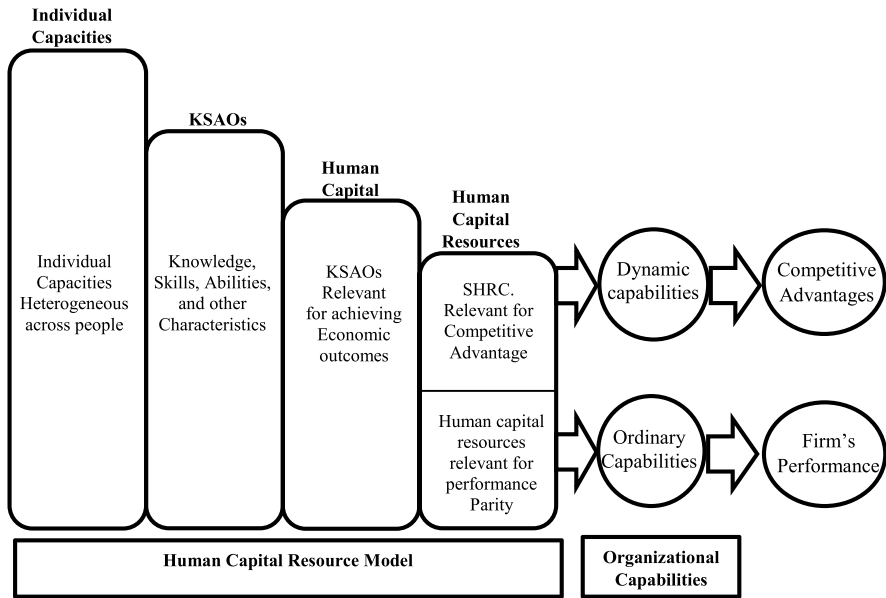 Individual
Capacities
Individual
Capacities
Heterogeneous
across people
KSAOs
Knowledge,
Skills, Abilities,
and other
Characteristics
Human
Capital
KSAOs
Relevant
for achieving
Economic
outcomes
Human
Capital
Resources
SHRC.
Relevant for
Competitive
Advantage
Human capital
resources
relevant for
performance
Parity
Dynamic
capabilities
Competitive
Advantages
Ordinary
Capabilities
Firm’s
Performance
Human Capital Resource Model
Organizational
Capabilities